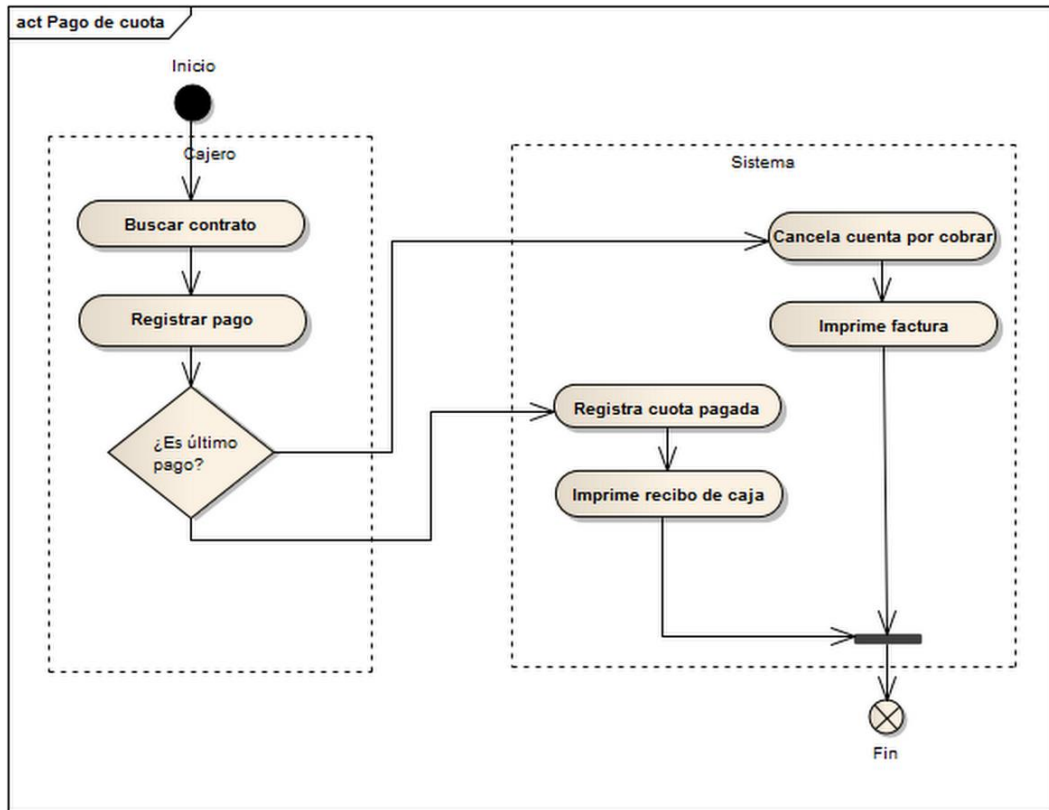 act Pago de cuota
Inicio
Cajero
Buscar contrato
Registrar pago
¿Es último
pago?
Sistema
Cancela cuenta por cobrar
Imprime factura
Registra cuota pagada
Imprime recibo de caja
Fin